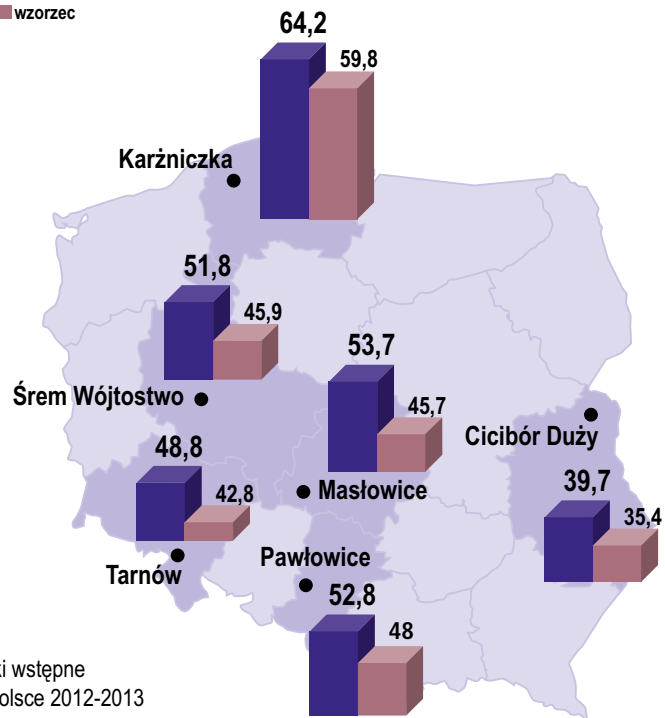 wzorzec
64,2
59,8
Karżniczka
51,8
45,9
53,7
45,7
Śrem Wójtostwo
Cicibór Duży
48,8
42,8
39,7
35,4
Masłowice
Tarnów
Pawłowice
52,8
48
ki wstępne
olsce 2012-2013